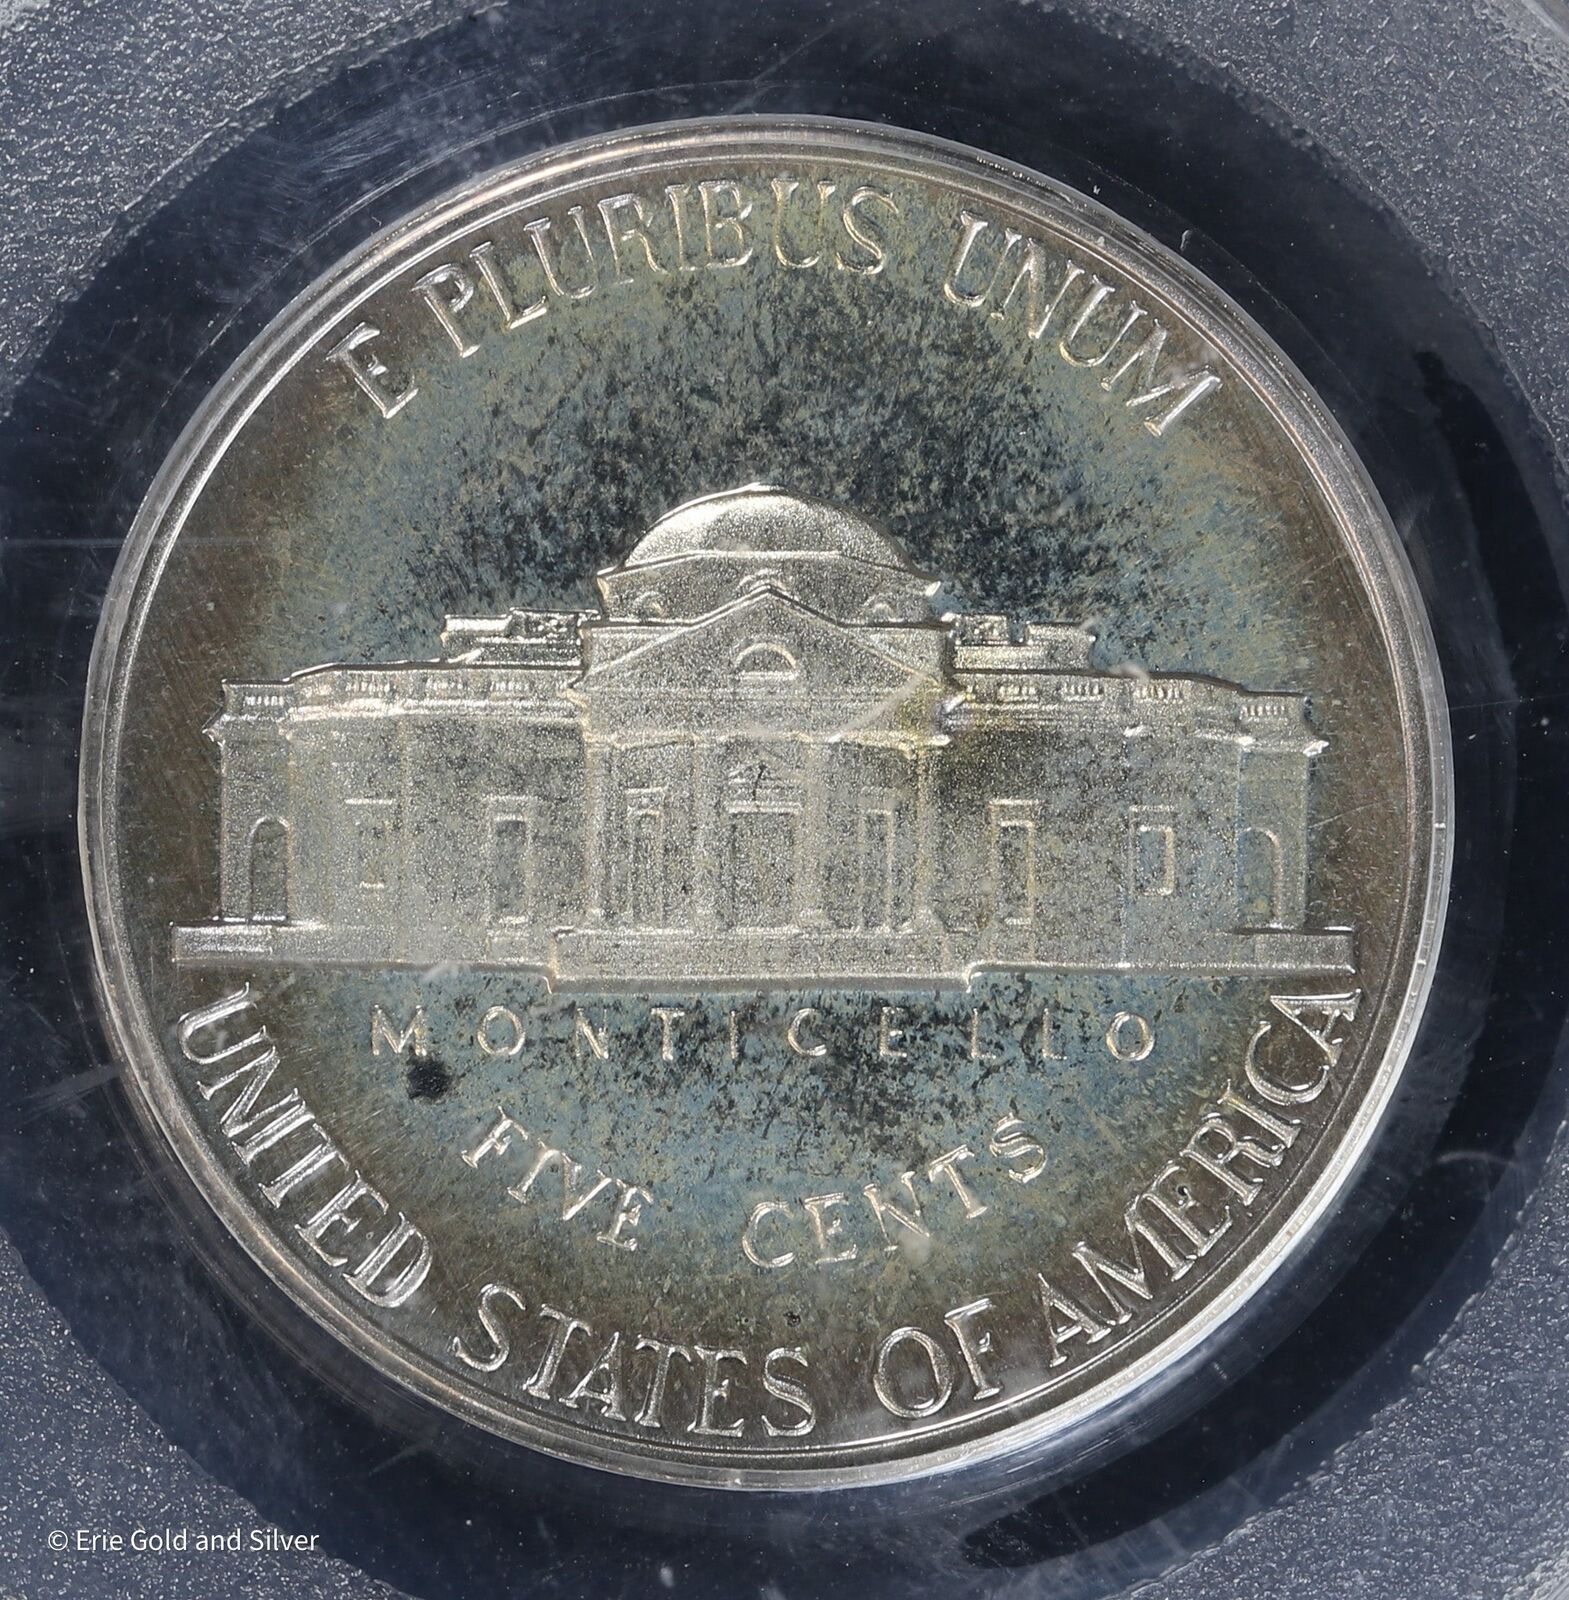 E PLURIBUS UNUM
MONTICELLO
FIVE CENTS
UNITED STATES OF AMERICA
© Erie Gold and Silver